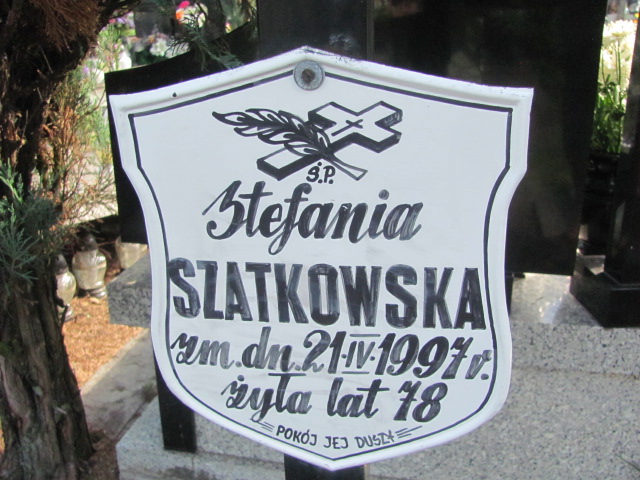 Ś.P.
Stefania
SZATKOWSKA
zm. dn. 21·IV·1997 r.
żyła lat 78
POKÓJ JEJ DUSZY